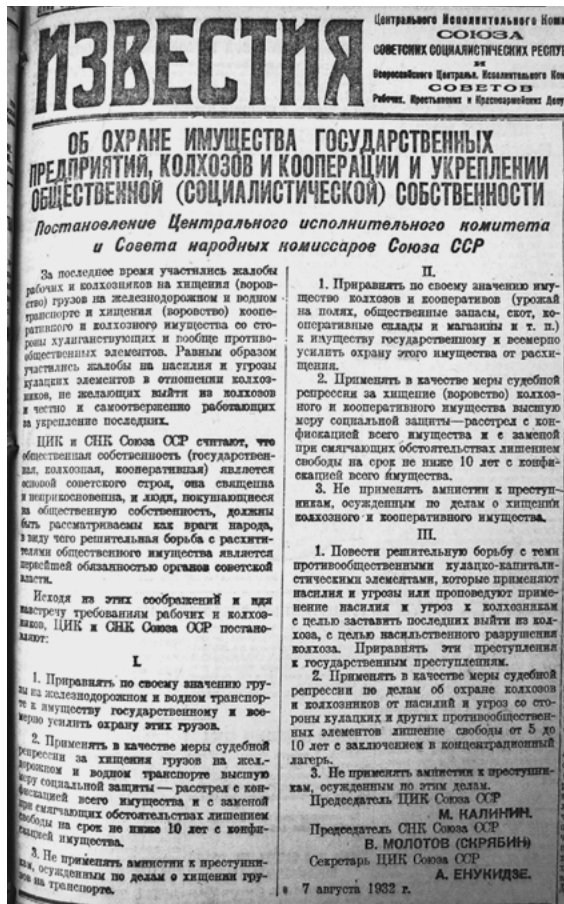 ИЗВЕСТИЯ
Центрального Исполнительного Коми
СОЮЗА
СОВЕТСКИХ СОЦИАЛИСТИЧЕСКИХ РЕСПУБ
и
Всероссийского Центральн. Исполнительного Ком
СОВЕТОВ
Рабочих, Крестьянских и Красноармейских Депу
ОБ ОХРАНЕ ИМУЩЕСТВА ГОСУДАРСТВЕННЫХ
ПРЕДПРИЯТИЙ, КОЛХОЗОВ И КООПЕРАЦИИ И УКРЕПЛЕНИИ
ОБЩЕСТВЕННОЙ (СОЦИАЛИСТИЧЕСКОЙ) СОБСТВЕННОСТИ
Постановление Центрального исполнительного комитета
и Совета народных комиссаров Союза ССР
За последнее время участились жалобы
рабочих и колхозников на хищения (воровс-
тво) грузов на железнодорожном и водном
транспорте и хищения (воровство) коопе-
ративного и колхозного имущества со сто-
роны хулиганствующих и вообще противо-
общественных элементов. Равным образом
участились жалобы на насилия и угрозы
кулацких элементов в отношении колхоз-
ников, не желающих выйти из колхозов
и честно и самоотверженно работающих
за укрепление последних.
ЦИК и СНК Союза ССР считают, что
общественная собственность (государствен-
ная, колхозная, кооперативная) является
основой советского строя, она священна
и неприкосновенна, и люди, покушающиеся
на общественную собственность, должны
быть рассматриваемы как враги народа,
в виду чего решительная борьба с расхити-
телями общественного имущества является
первейшей обязанностью органов советской
власти.
Исходя из этих соображений и идя
навстречу требованиям рабочих и колхоз-
ников, ЦИК и СНК Союза ССР постано-
вляют:
I.
1. Приравнять по своему значению гру-
зы на железнодорожном и водном транспор-
те к имуществу государственному и все-
мерно усилить охрану этих грузов.
2. Применять в качестве меры судебной
репрессии за хищения грузов на жел.-
дорожном и водном транспорте высшую
меру социальной защиты — расстрел с кон-
фискацией всего имущества и с заменой
при смягчающих обстоятельствах лишением
свободы на срок не ниже 10 лет с конфи-
скацией имущества.
3. Не применять амнистии к преступни-
кам, осужденным по делам о хищении гру-
зов на транспорте.
II.
1. Приравнять по своему значению иму-
щество колхозов и кооперативов (урожай
на полях, общественные запасы, скот, ко-
оперативные склады и магазины и т. п.)
к имуществу государственному и всемерно
усилить охрану этого имущества от расхи-
щения.
2. Применять в качестве меры судебной
репрессии за хищение (воровство) колхоз-
ного и кооперативного имущества высшую
меру социальной защиты—расстрел с кон-
фискацией всего имущества и с заменой
при смягчающих обстоятельствах лишением
свободы на срок не ниже 10 лет с конфи-
скацией всего имущества.
3. Не применять амнистии к преступ-
никам, осужденным по делам о хищении
колхозного и кооперативного имущества.
III.
1. Повести решительную борьбу с теми
противообщественными кулацко-капитали-
стическими элементами, которые применяют
насилия и угрозы или проповедуют приме-
нение насилия и угроз к колхозникам
с целью заставить последних выйти из кол-
хоза, с целью насильственного разрушения
колхоза. Приравнять эти преступления
к государственным преступлениям.
2. Применять в качестве меры судебной
репрессии по делам об охране колхозов
и колхозников от насилий и угроз со сто-
роны кулацких и других противообществен-
ных элементов лишение свободы от 5 до
10 лет с заключением в концентрационный
лагерь.
3. Не применять амнистии к преступни-
кам, осужденным по этим делам.
Председатель ЦИК Союза ССР
М. КАЛИНИН.
Председатель СНК Союза ССР
В. МОЛОТОВ (СКРЯБИН)
Секретарь ЦИК Союза ССР
А. ЕНУКИДЗЕ.
7 августа 1932 г.